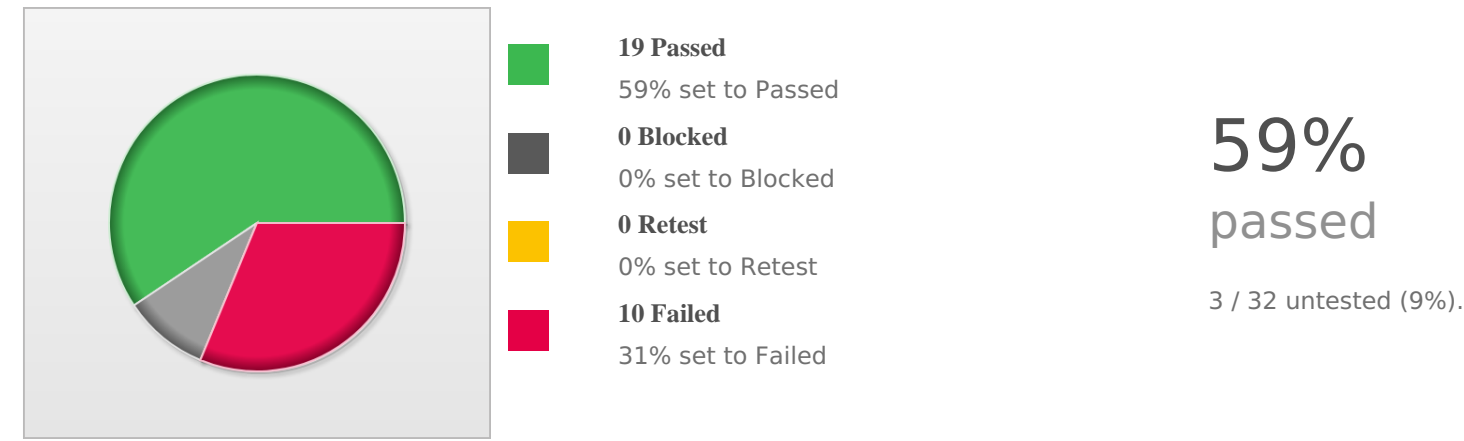 19 Passed
59% set to Passed
0 Blocked
0% set to Blocked
0 Retest
0% set to Retest
10 Failed
31% set to Failed
59%
passed
3 / 32 untested (9%).